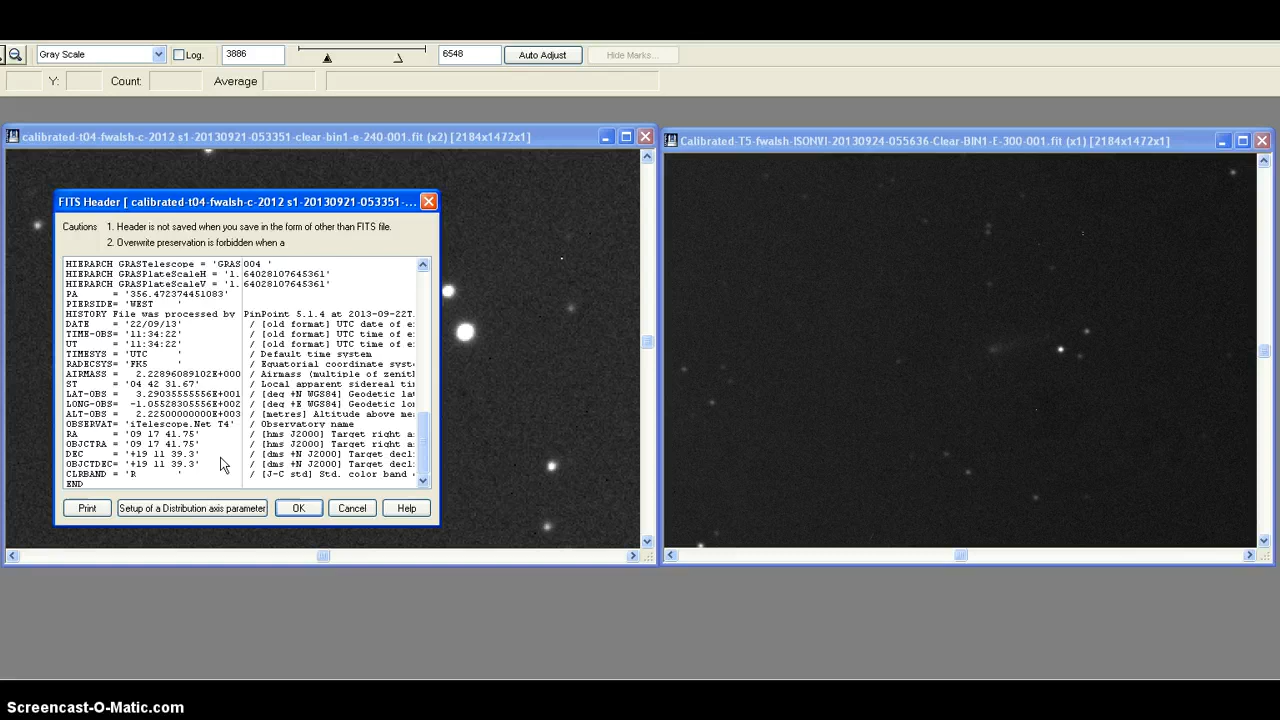 Gray Scale Log. 3886 6548 Auto Adjust Hide Marks...
Y: Count: Average
calibrated-t04-fwalsh-c-2012 s1-20130921-053351-clear-bin1-e-240-001.fit (x2) [2184x1472x1]
Calibrated-T5-fwalsh-ISONVI-20130924-055636-Clear-BIN1-E-300-001.fit (x1) [2184x1472x1]
FITS Header [ calibrated-t04-fwalsh-c-2012 s1-20130921-053351-...
Cautions 1. Header is not saved when you save in the form of other than FITS file.
2. Overwrite preservation is forbidden when a
HIERARCH GRASTelescope = 'GRAS004 '
HIERARCH GRASPlateScaleH = '1.64028107645361'
HIERARCH GRASPlateScaleV = '1.64028107645361'
PA = '356.472374451083'
PIERSIDE= 'WEST '
HISTORY File was processed by PinPoint 5.1.4 at 2013-09-22T.
DATE = '22/09/13' / [old format] UTC date of e
TIME-OBS= '11:34:22' / [old format] UTC time of e
UT = '11:34:22' / [old format] UTC time of e
TIMESYS = 'UTC ' / Default time system
RADECSYS= 'FK5 ' / Equatorial coordinate syst
AIRMASS = 2.22896089102E+000 / Airmass (multiple of zenit
ST = '04 42 31.67' / Local apparent sidereal ti
LAT-OBS = 3.29035555556E+001 / [deg +N WGS84] Geodetic lat
LONG-OBS= -1.05528305556E+002 / [deg +E WGS84] Geodetic lo
ALT-OBS = 2.22500000000E+003 / [metres] Altitude above me
OBSERVAT= 'iTelescope.Net T4' / Observatory name
RA = '09 17 41.75' / [hms J2000] Target right a
OBJCTRA = '09 17 41.75' / [hms J2000] Target right a
DEC = '+19 11 39.3' / [dms +N J2000] Target decl
OBJCTDEC= '+19 11 39.3' / [dms +N J2000] Target decl
CLRBAND = 'R ' / [J-C std] Std. color band
END
Print Setup of a Distribution axis parameter OK Cancel Help
Screencast-O-Matic.com